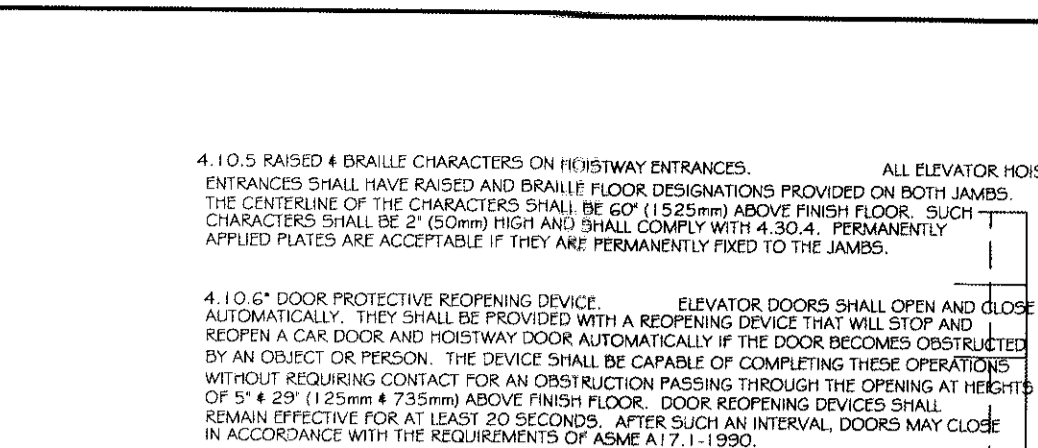 4.10.5 RAISED & BRAILLE CHARACTERS ON HOISTWAY ENTRANCES. ALL ELEVATOR HOIS
ENTRANCES SHALL HAVE RAISED AND BRAILLE FLOOR DESIGNATIONS PROVIDED ON BOTH JAMBS.
THE CENTERLINE OF THE CHARACTERS SHALL BE 60" (1525mm) ABOVE FINISH FLOOR. SUCH
CHARACTERS SHALL BE 2" (50mm) HIGH AND SHALL COMPLY WITH 4.30.4. PERMANENTLY
APPLIED PLATES ARE ACCEPTABLE IF THEY ARE PERMANENTLY FIXED TO THE JAMBS.
4.10.6* DOOR PROTECTIVE REOPENING DEVICE. ELEVATOR DOORS SHALL OPEN AND CLOSE
AUTOMATICALLY. THEY SHALL BE PROVIDED WITH A REOPENING DEVICE THAT WILL STOP AND
REOPEN A CAR DOOR AND HOISTWAY DOOR AUTOMATICALLY IF THE DOOR BECOMES OBSTRUCTED
BY AN OBJECT OR PERSON. THE DEVICE SHALL BE CAPABLE OF COMPLETING THESE OPERATIONS
WITHOUT REQUIRING CONTACT FOR AN OBSTRUCTION PASSING THROUGH THE OPENING AT HEIGHTS
OF 5" & 29" (125mm & 735mm) ABOVE FINISH FLOOR. DOOR REOPENING DEVICES SHALL
REMAIN EFFECTIVE FOR AT LEAST 20 SECONDS. AFTER SUCH AN INTERVAL, DOORS MAY CLOSE
IN ACCORDANCE WITH THE REQUIREMENTS OF ASME A17.1-1990.